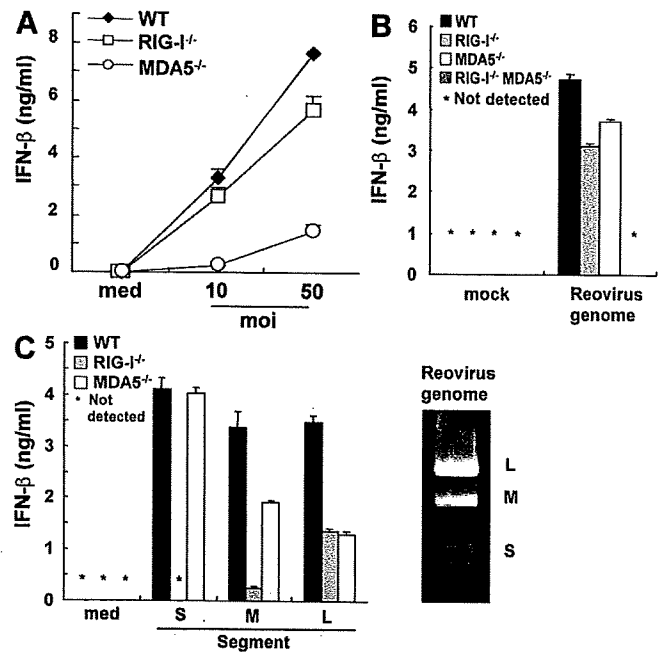 A
WT
RIG-I-/-
MDA5-/-
IFN-β (ng/ml)
8
6
4
2
0
med
10
50
moi
B
WT
RIG-I-/-
MDA5-/-
RIG-I-/- MDA5-/-
* Not detected
IFN-β (ng/ml)
6
5
4
3
2
1
0
* * * *
*
mock
Reovirus
genome
C
WT
RIG-I-/-
MDA5-/-
* Not
detected
IFN-β (ng/ml)
5
4
3
2
1
0
* * *
*
med
S
M
L
Segment
Reovirus
genome
L
M
S